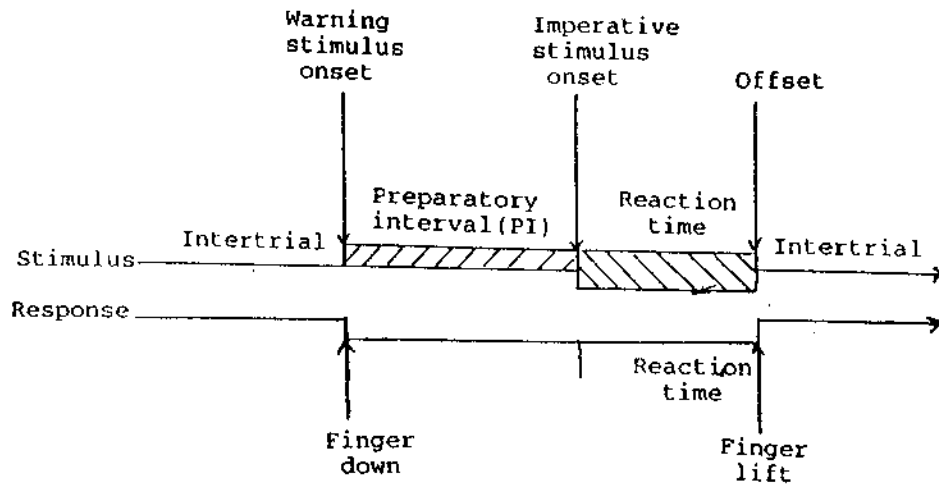 Warning
stimulus
onset
Imperative
stimulus
onset
Offset
Preparatory
interval(PI)
Reaction
time
Intertrial
Intertrial
Stimulus
Response
Reaction
time
Finger
down
Finger
lift